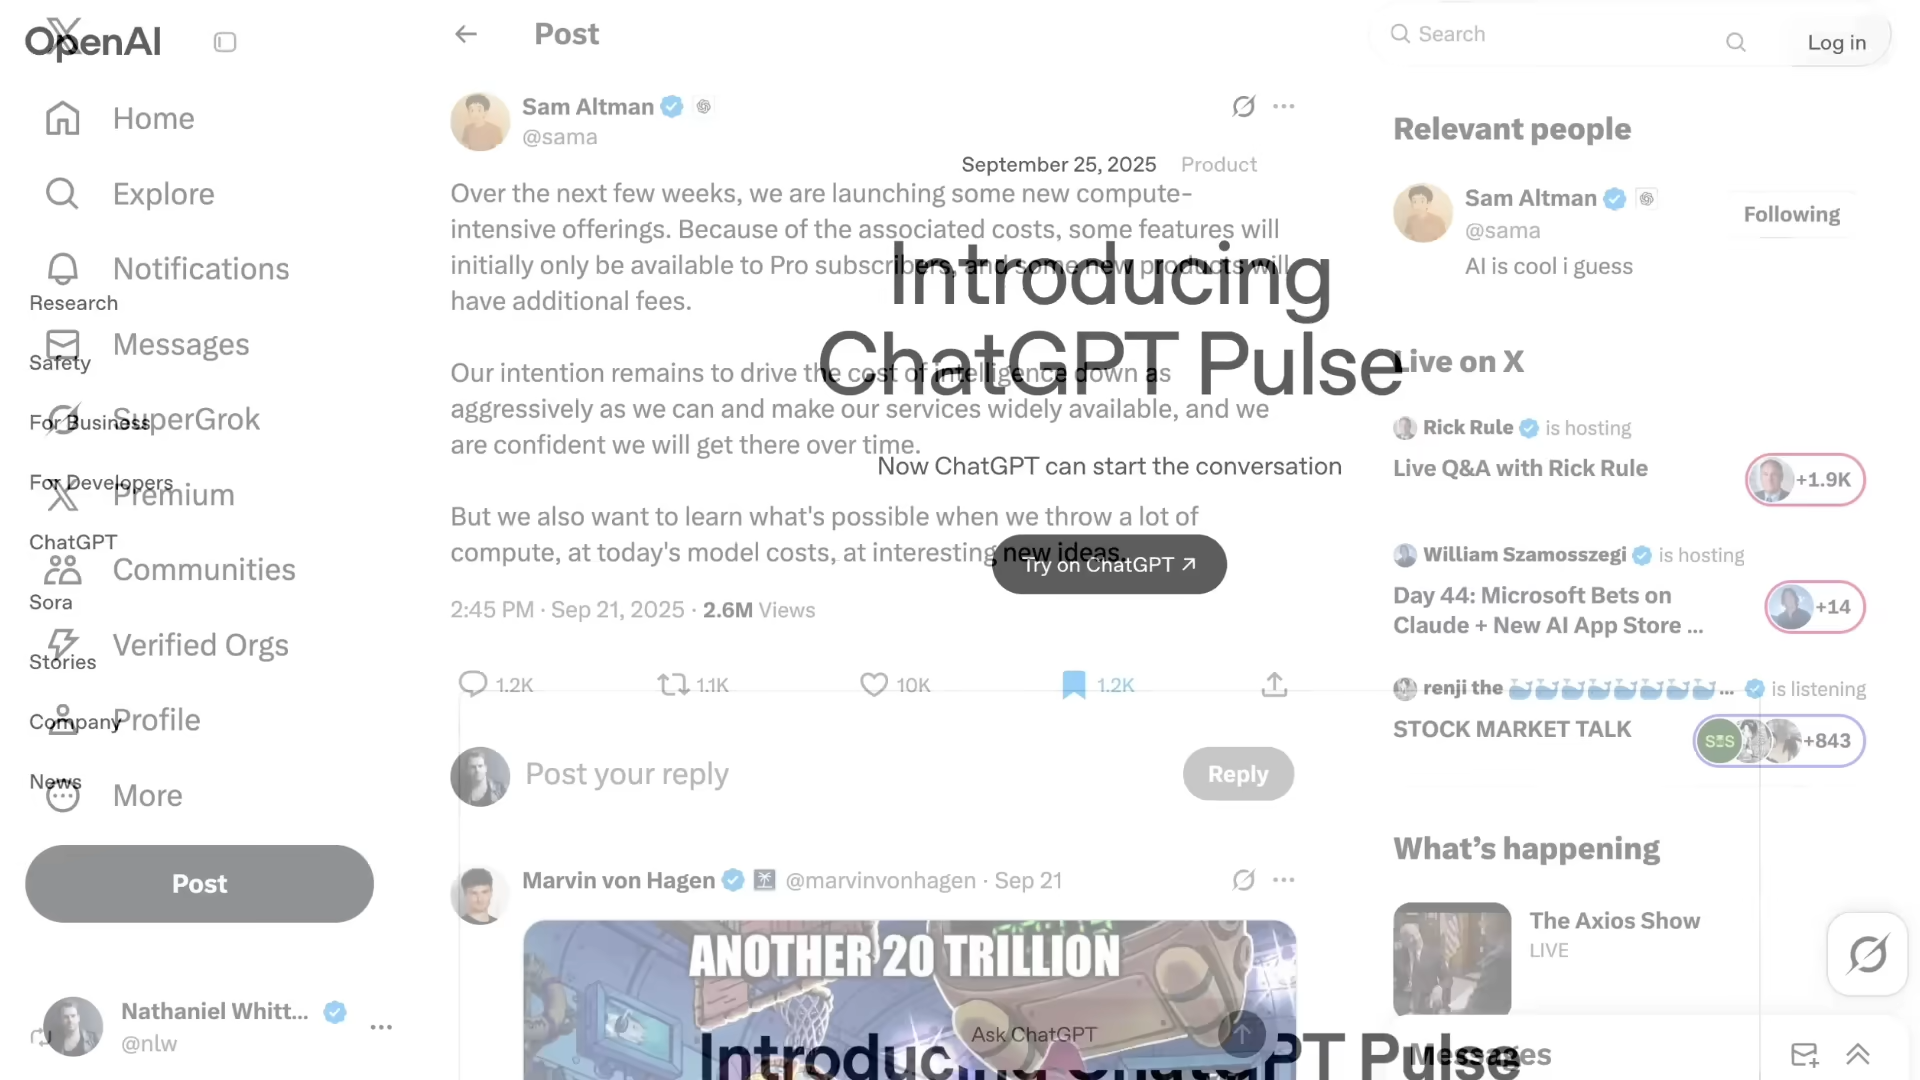 OpenAI
Home
Explore
Notifications
Research
Messages
Safety
SuperGrok
For Business
For Developers
Premium
ChatGPT
Communities
Sora
Verified Orgs
Stories
Company
Profile
News
More
Post
Nathaniel Whitt...
@nlw
Post
Sam Altman
@sama
September 25, 2025 Product
Over the next few weeks, we are launching some new compute-
intensive offerings. Because of the associated costs, some features will
initially only be available to Pro subscribers, and some new products will
have additional fees.
Introducing
ChatGPT Pulse
Our intention remains to drive the cost of intelligence down as
aggressively as we can and make our services widely available, and we
are confident we will get there over time.
Now ChatGPT can start the conversation
But we also want to learn what's possible when we throw a lot of
compute, at today's model costs, at interesting new ideas.
Try on ChatGPT ↗
2:45 PM · Sep 21, 2025 · 2.6M Views
1.2K 1.1K 10K 1.2K
Post your reply
Reply
Marvin von Hagen @marvinvonhagen · Sep 21
ANOTHER 20 TRILLION
Ask ChatGPT
Introducing ChatGPT Pulse
Search
Log in
Relevant people
Sam Altman
@sama
Following
AI is cool i guess
Live on X
Rick Rule is hosting
Live Q&A with Rick Rule
+1.9K
William Szamosszegi is hosting
Day 44: Microsoft Bets on
Claude + New AI App Store ...
+14
renji the 🐳🐳🐳🐳🐳🐳🐳🐳... is listening
STOCK MARKET TALK
+843
What's happening
The Axios Show
LIVE
Messages